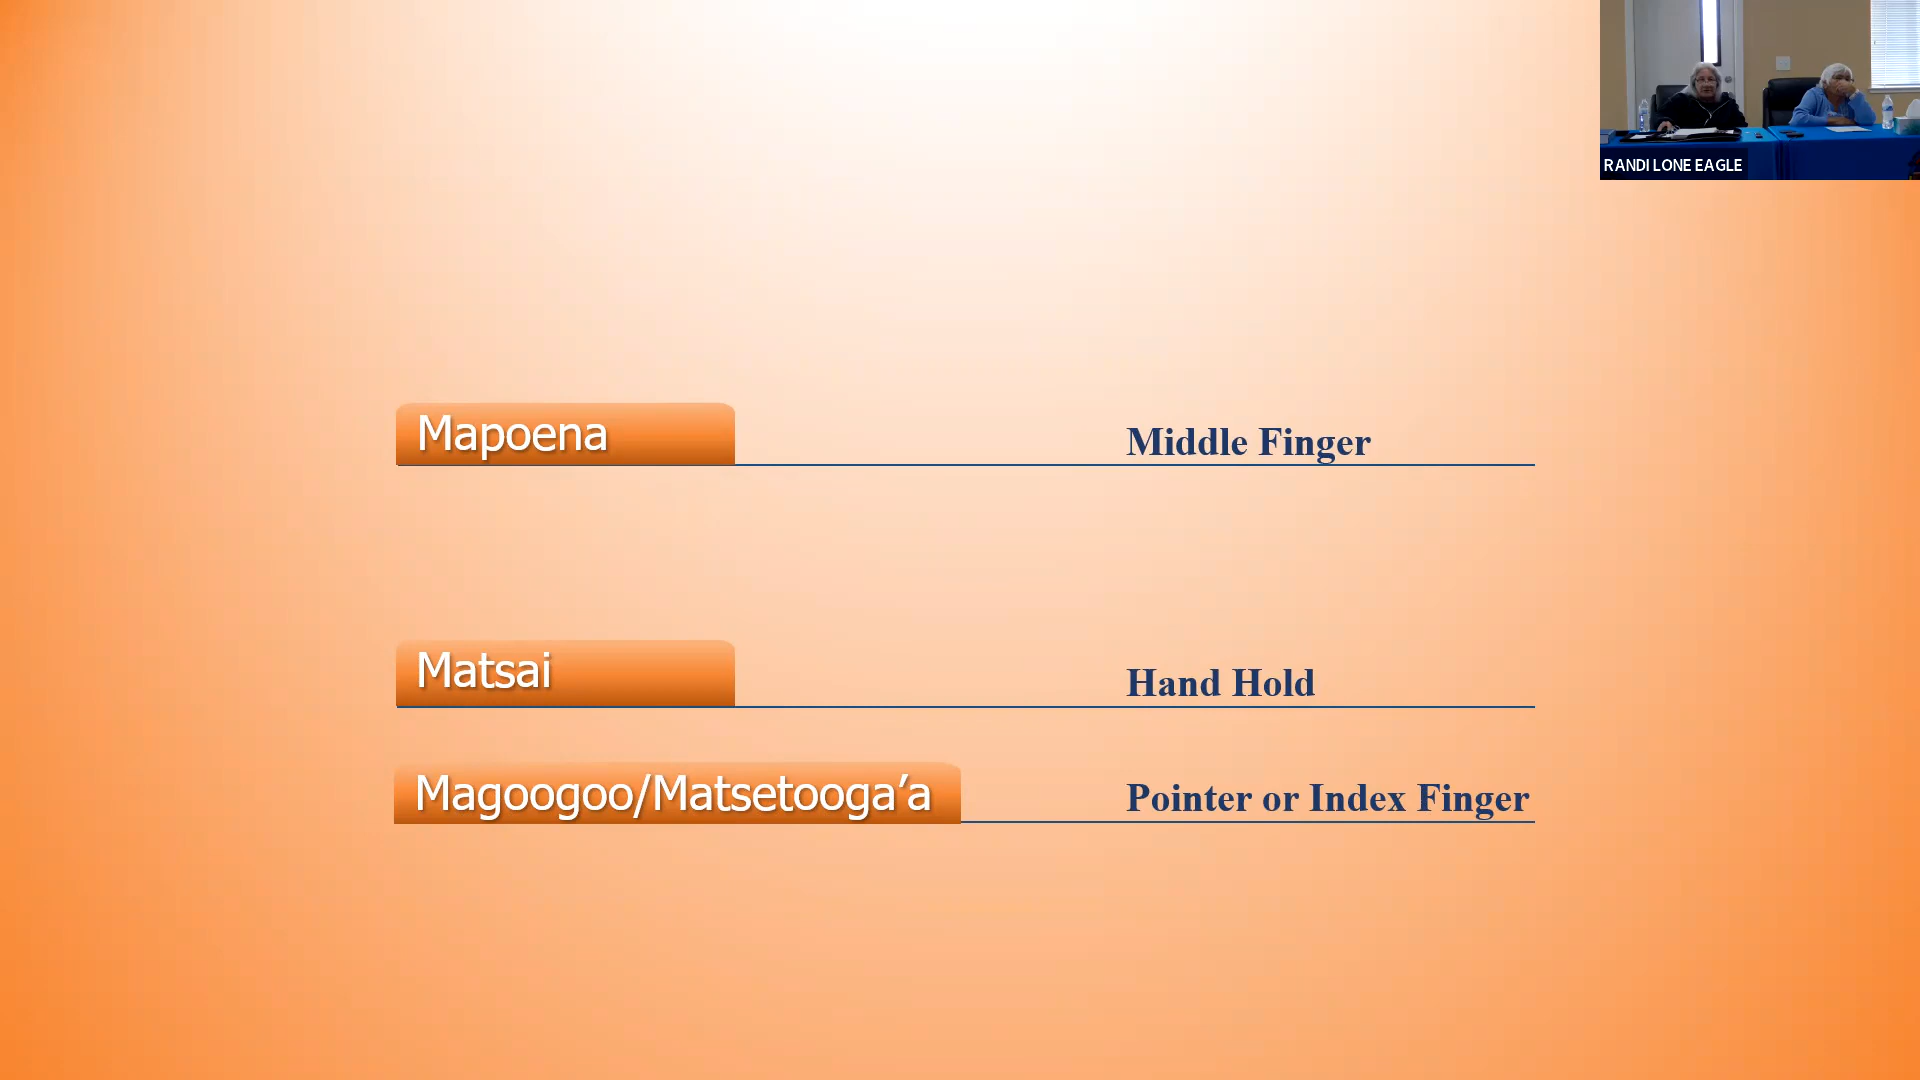 RANDI LONE EAGLE
Mapoena Middle Finger
Matsai Hand Hold
Magoogoo/Matsetooga’a Pointer or Index Finger